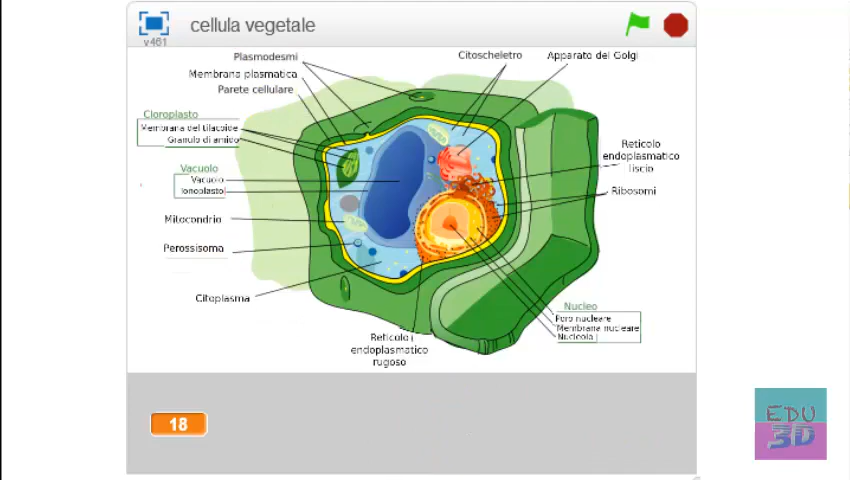 cellula vegetale
v461
Plasmodesmi
Membrana plasmatica
Parete cellulare
Citoscheletro
Apparato del Golgi
Cloroplasto
Membrana del tilacoide
Granulo di amido
Vacuolo
Vacuolo
Tonoplasto
Mitocondrio
Perossisoma
Citoplasma
Reticolo
endoplasmatico
rugoso
Reticolo
endoplasmatico
liscio
Ribosomi
Nucleo
Poro nucleare
Membrana nucleare
Nucleola
18
EDU
3D